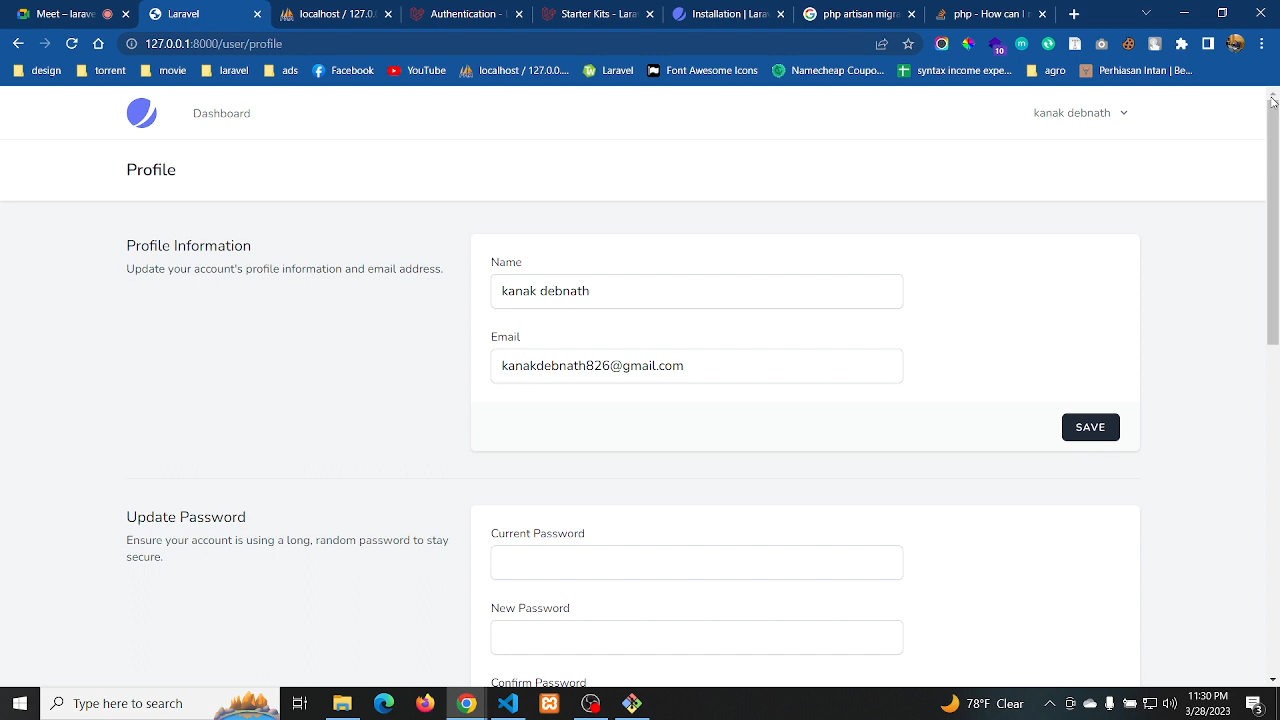 Meet – larave
Laravel
localhost / 127.0.
Authentication - L
Starter Kits - Lara
Installation | Lara
php artisan migra
php - How can I n
127.0.0.1:8000/user/profile
10
design
torrent
movie
laravel
ads
Facebook
YouTube
localhost / 127.0.0....
Laravel
Font Awesome Icons
Namecheap Coupo...
syntax income expe...
agro
Perhiasan Intan | Be...
Dashboard
kanak debnath
Profile
Profile Information
Update your account's profile information and email address.
Name
kanak debnath
Email
kanakdebnath826@gmail.com
SAVE
Update Password
Ensure your account is using a long, random password to stay
secure.
Current Password
New Password
Confirm Password
Type here to search
78°F Clear
11:30 PM
3/28/2023
3